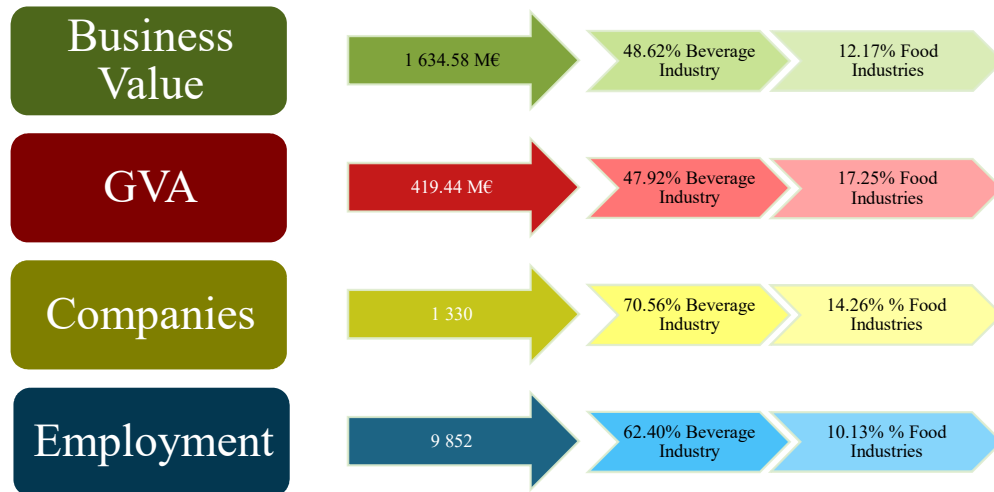 Business
Value
1 634.58 M€
48.62% Beverage
Industry
12.17% Food
Industries
GVA
419.44 M€
47.92% Beverage
Industry
17.25% Food
Industries
Companies
1 330
70.56% Beverage
Industry
14.26% % Food
Industries
Employment
9 852
62.40% Beverage
Industry
10.13% % Food
Industries